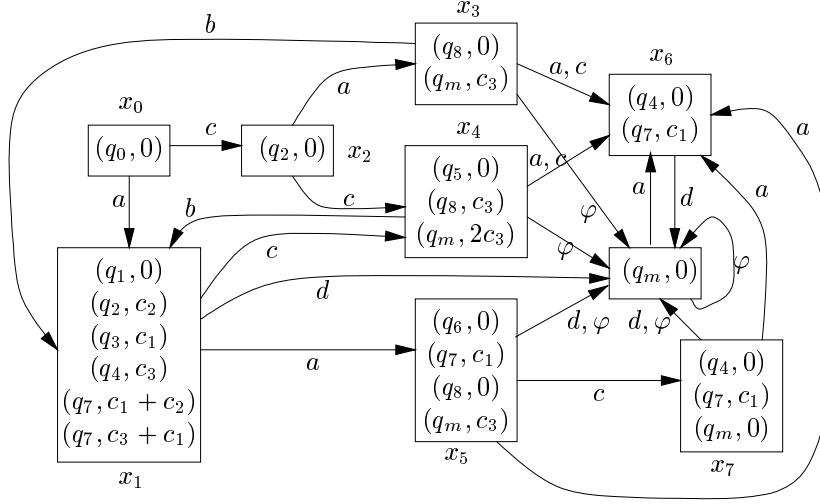 x₃
b
(q₈, 0)
(qₘ, c₃)
a, c
x₆
(q₄, 0)
(q₇, c₁)
a
x₀
(q₀, 0)
c
(q₂, 0)
x₂
a
x₄
(q₅, 0)
(q₈, c₃)
(qₘ, 2c₃)
a, c
a
d
a
a
c
b
φ
φ
(qₘ, 0)
φ
c
d
(q₁, 0)
(q₂, c₂)
(q₃, c₁)
(q₄, c₃)
(q₇, c₁ + c₂)
(q₇, c₃ + c₁)
x₁
a
(q₆, 0)
(q₇, c₁)
(q₈, 0)
(qₘ, c₃)
x₅
d, φ
d, φ
c
(q₄, 0)
(q₇, c₁)
(qₘ, 0)
x₇